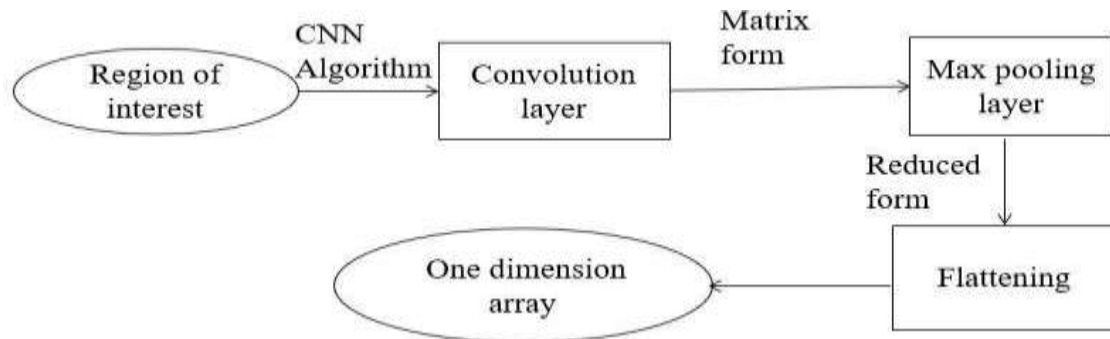 Region of
interest
CNN
Algorithm
Convolution
layer
Matrix
form
Max pooling
layer
Reduced
form
Flattening
One dimension
array